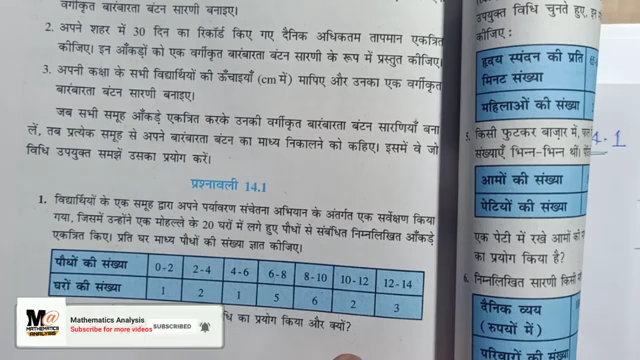 वर्गीकृत बारंबारता बंटन सारणी बनाइए।
2. अपने शहर में 30 दिन का रिकॉर्ड किए गए दैनिक अधिकतम तापमान एकत्रित
कीजिए। इन आँकड़ों को एक वर्गीकृत बारंबारता बंटन सारणी के रूप में प्रस्तुत कीजिए।
3. अपनी कक्षा के सभी विद्यार्थियों की ऊँचाइयाँ (cm में) मापिए और उनका एक वर्गीकृत
बारंबारता बंटन सारणी बनाइए।
जब सभी समूह आँकड़े एकत्रित करके उनकी वर्गीकृत बारंबारता बंटन सारणियाँ बना
लें, तब प्रत्येक समूह से अपने बारंबारता बंटन का माध्य निकालने को कहिए। इसमें वे जो
विधि उपयुक्त समझें उसका प्रयोग करें।
प्रश्नावली 14.1
1. विद्यार्थियों के एक समूह द्वारा अपने पर्यावरण संचेतना अभियान के अंतर्गत एक सर्वेक्षण किया
गया, जिसमें उन्होंने एक मोहल्ले के 20 घरों में लगे हुए पौधों से संबंधित निम्नलिखित आँकड़े
एकत्रित किए। प्रति घर माध्य पौधों की संख्या ज्ञात कीजिए।
पौधों की संख्या 0-2 2-4 4-6 6-8 8-10 10-12 12-14
घरों की संख्या 1 2 1 5 6 2 3
का प्रयोग किया और क्यों?
उपयुक्त विधि चुनते हुए,
कीजिए :
हृदय स्पंदन की प्रति
मिनट संख्या
महिलाओं की संख्या
5. किसी फुटकर बाज़ार में,
संख्याएँ भिन्न-भिन्न थीं।
4-1
आमों की संख्या
पेटियों की संख्या
एक पेटी में रखे आमों की
का प्रयोग किया है?
6. निम्नलिखित सारणी किसी
दैनिक व्यय
(रुपयों में)
परिवारों की संख्या
M@
MATHEMATICS
ANALYSIS
Mathematics Analysis
Subscribe for more videos
SUBSCRIBED